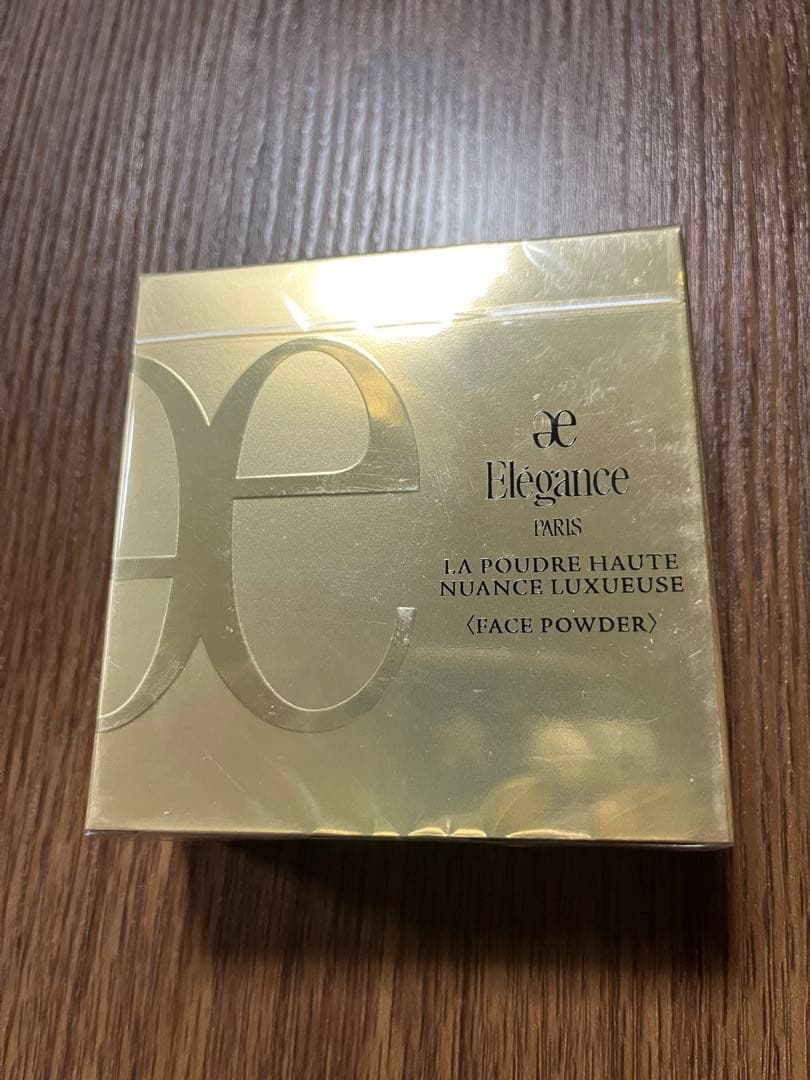 æ
Elégance
PARIS
LA POUDRE HAUTE
NUANCE LUXUEUSE
〈FACE POWDER〉